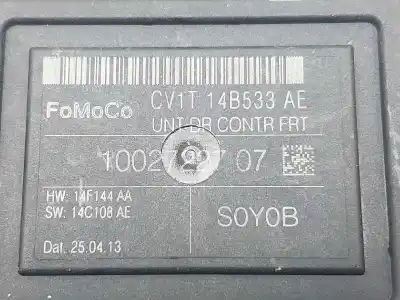 FoMoCo
CV1T 14B533 AE
UNI DR CONTR FRT
07
HW: 14F144 AA
SW: 14C108 AE
S0Y0B
Dat. 25.04.13